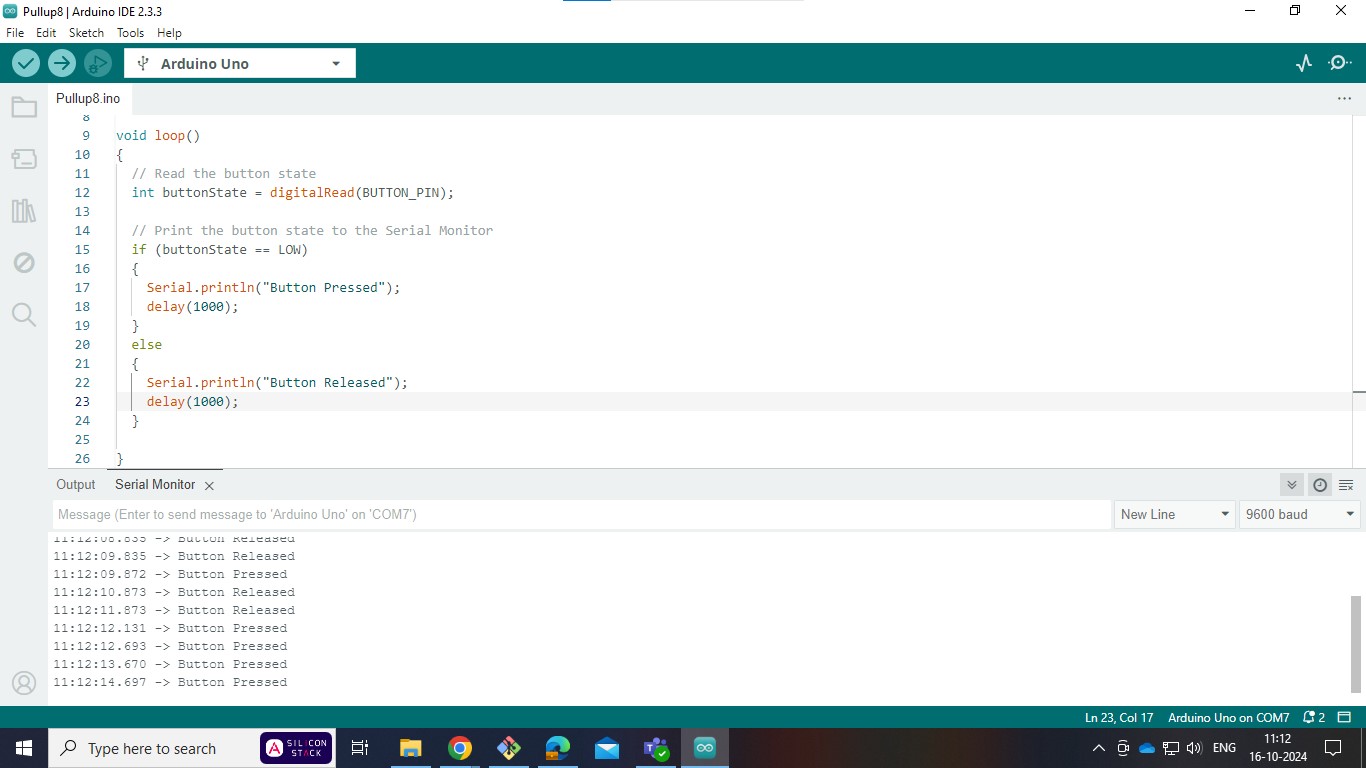 Pullup8 | Arduino IDE 2.3.3
File Edit Sketch Tools Help
Arduino Uno
Pullup8.ino
8
9 void loop()
10 {
11 // Read the button state
12 int buttonState = digitalRead(BUTTON_PIN);
13
14 // Print the button state to the Serial Monitor
15 if (buttonState == LOW)
16 {
17 Serial.println("Button Pressed");
18 delay(1000);
19 }
20 else
21 {
22 Serial.println("Button Released");
23 delay(1000);
24 }
25
26 }
Output Serial Monitor
Message (Enter to send message to 'Arduino Uno' on 'COM7') New Line 9600 baud
11:12:08.835 -> Button Released
11:12:09.835 -> Button Released
11:12:09.872 -> Button Pressed
11:12:10.873 -> Button Released
11:12:11.873 -> Button Released
11:12:12.131 -> Button Pressed
11:12:12.693 -> Button Pressed
11:12:13.670 -> Button Pressed
11:12:14.697 -> Button Pressed
Ln 23, Col 17 Arduino Uno on COM7 2
Type here to search
SILICON
STACK
ENG
11:12
16-10-2024